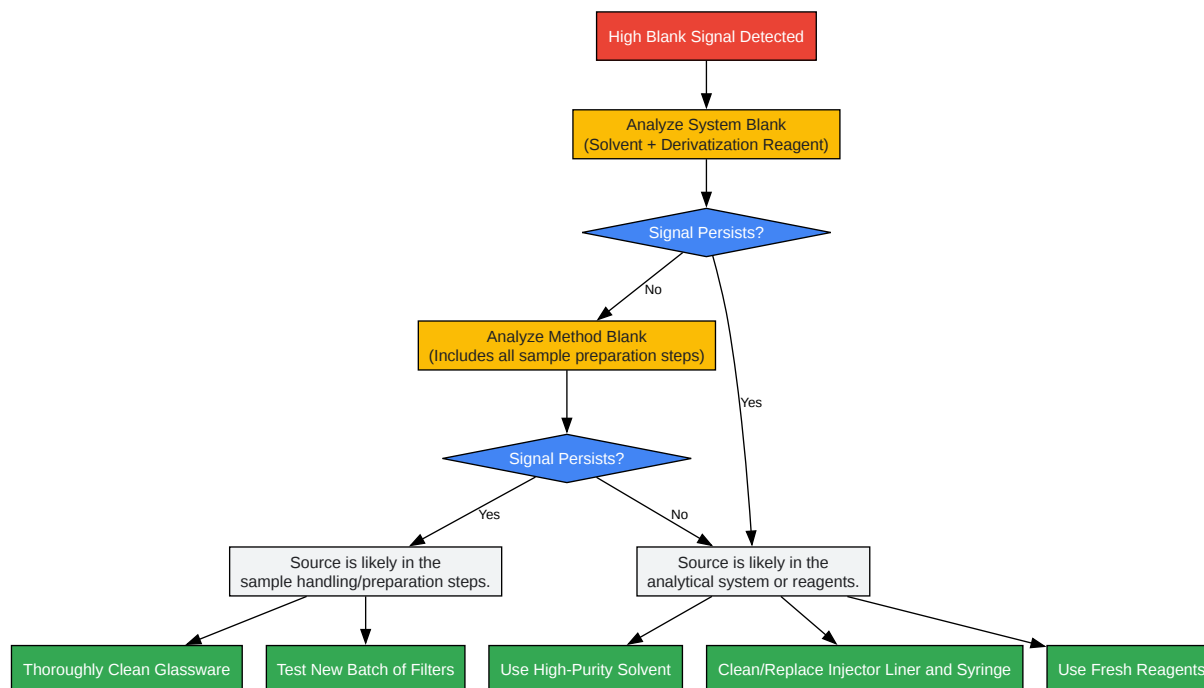 High Blank Signal Detected
Analyze System Blank
(Solvent + Derivatization Reagent)
Signal Persists?
No
Analyze Method Blank
(Includes all sample preparation steps)
Yes
Signal Persists?
Yes
No
Source is likely in the
sample handling/preparation steps.
Source is likely in the
analytical system or reagents.
Thoroughly Clean Glassware
Test New Batch of Filters
Use High-Purity Solvent
Clean/Replace Injector Liner and Syringe
Use Fresh Reagents